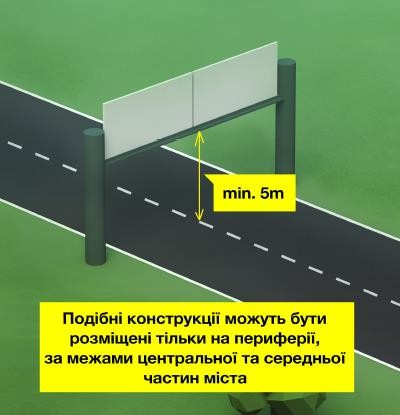 min. 5m
Подібні конструкції можуть бути
розміщені тільки на периферії,
за межами центральної та середньої
частин міста